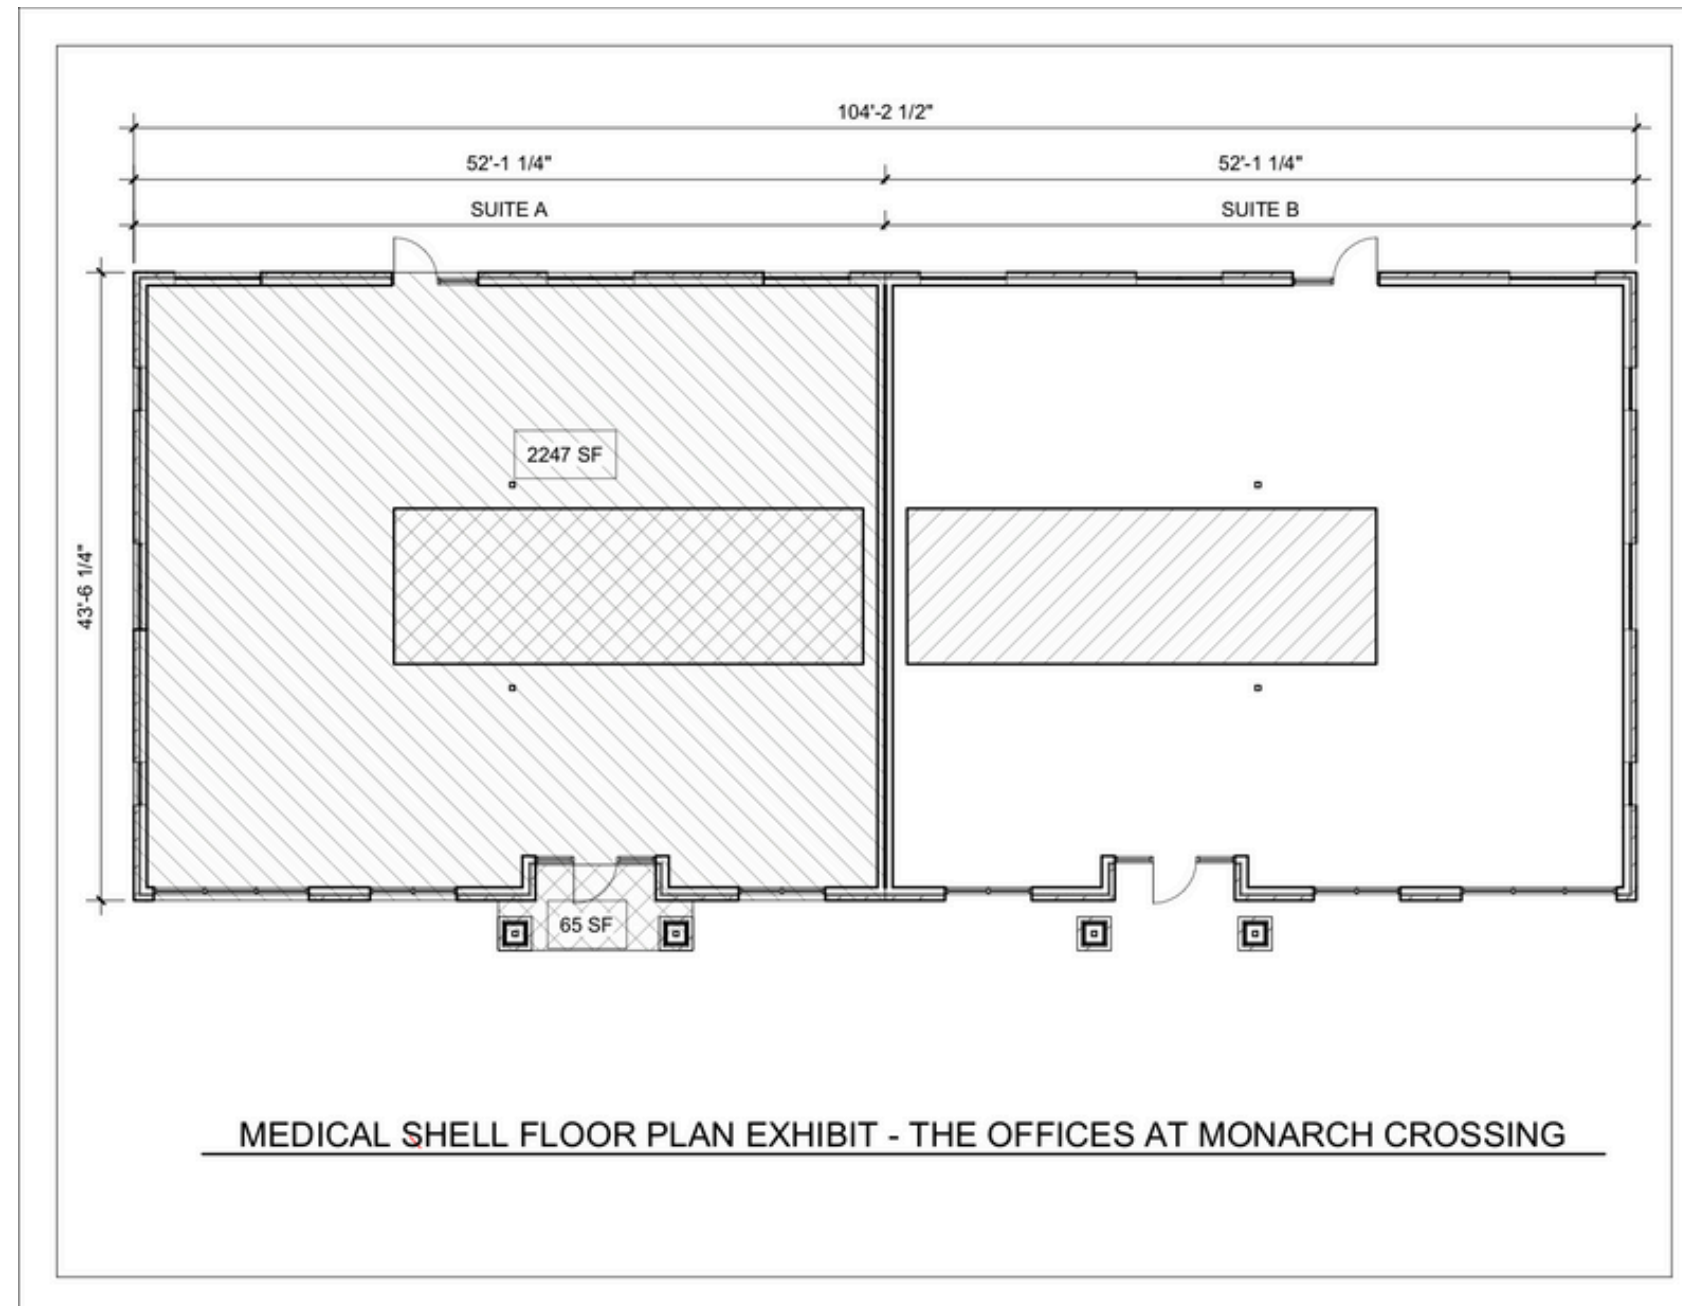 104'-2 1/2"
52'-1 1/4"
52'-1 1/4"
SUITE A
SUITE B
2247 SF
43'-6 1/4"
65 SF
MEDICAL SHELL FLOOR PLAN EXHIBIT - THE OFFICES AT MONARCH CROSSING